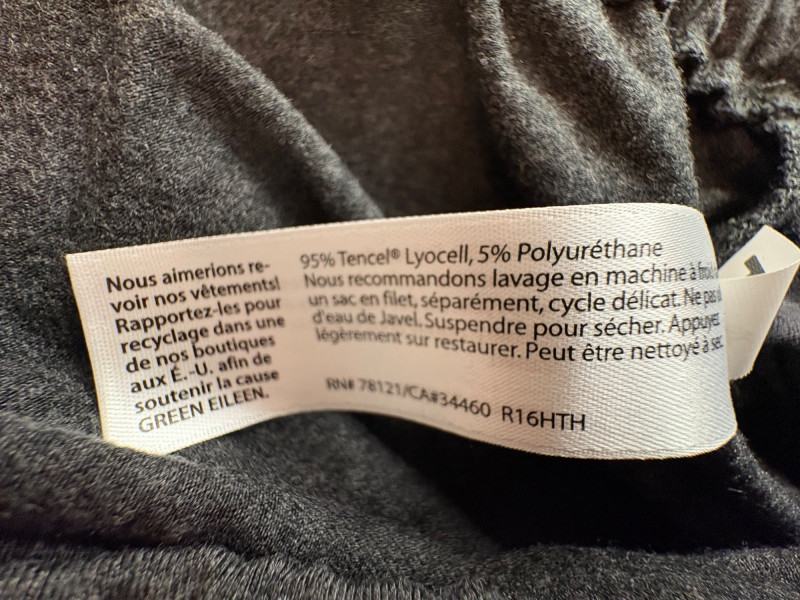 Nous aimerions re-
voir nos vêtements!
Rapportez-les pour
recyclage dans une
de nos boutiques
aux É.-U. afin de
soutenir la cause
GREEN EILEEN.
95% Tencel® Lyocell, 5% Polyuréthane
Nous recommandons lavage en machine à froid
un sac en filet, séparément, cycle délicat. Ne pas
d'eau de Javel. Suspendre pour sécher. Appuyez
légèrement sur restaurer. Peut être nettoyé à sec.
RN# 78121/CA#34460 R16HTH